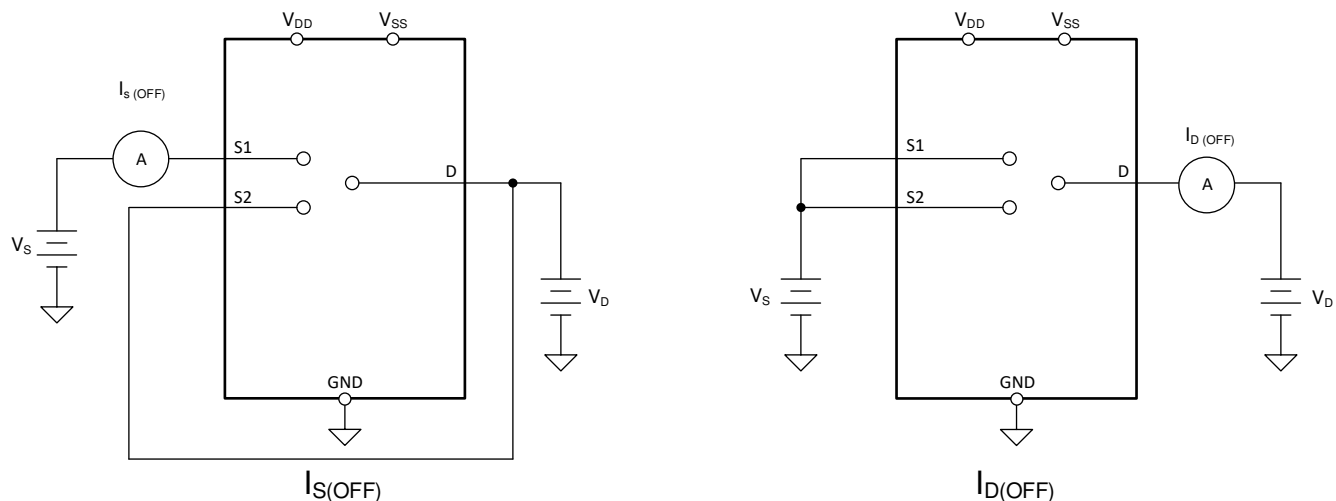 V_DD V_SS
I_s (OFF)
A
S1
D
S2
V_S
V_D
GND
I_S(OFF)
V_DD V_SS
I_D (OFF)
S1
A
D
S2
V_S
V_D
GND
I_D(OFF)